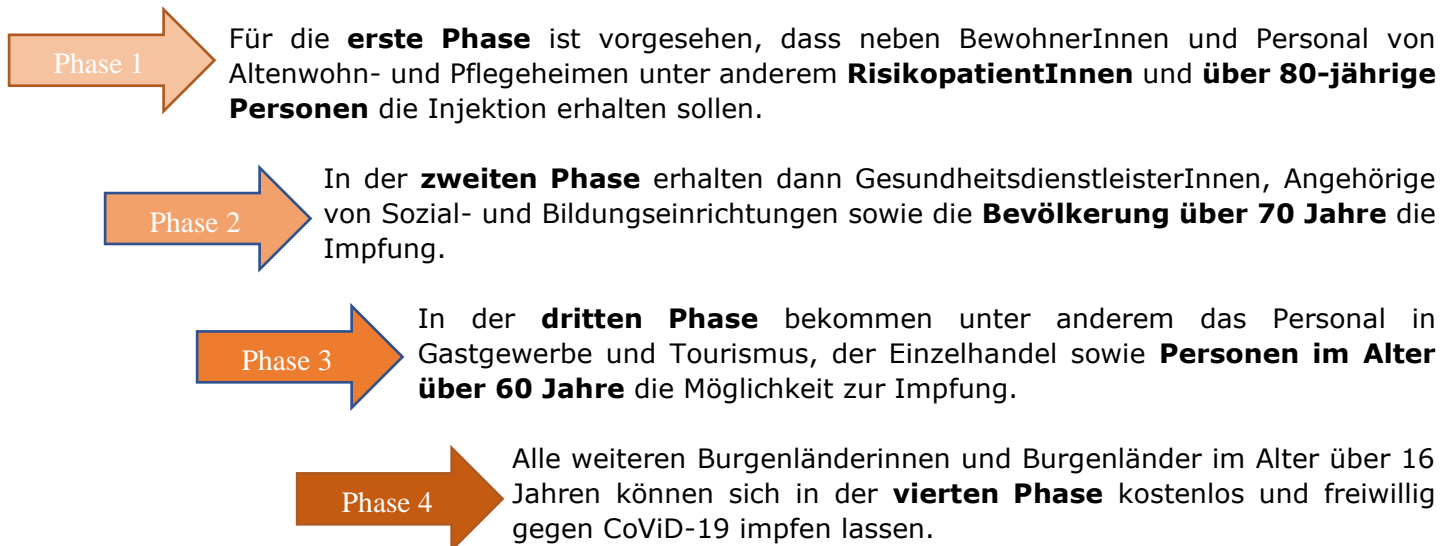 Phase 1
Für die erste Phase ist vorgesehen, dass neben BewohnerInnen und Personal von
Altenwohn- und Pflegeheimen unter anderem RisikopatientInnen und über 80-jährige
Personen die Injektion erhalten sollen.
Phase 2
In der zweiten Phase erhalten dann GesundheitsdienstleisterInnen, Angehörige
von Sozial- und Bildungseinrichtungen sowie die Bevölkerung über 70 Jahre die
Impfung.
Phase 3
In der dritten Phase bekommen unter anderem das Personal in
Gastgewerbe und Tourismus, der Einzelhandel sowie Personen im Alter
über 60 Jahre die Möglichkeit zur Impfung.
Phase 4
Alle weiteren Burgenländerinnen und Burgenländer im Alter über 16
Jahren können sich in der vierten Phase kostenlos und freiwillig
gegen CoViD-19 impfen lassen.